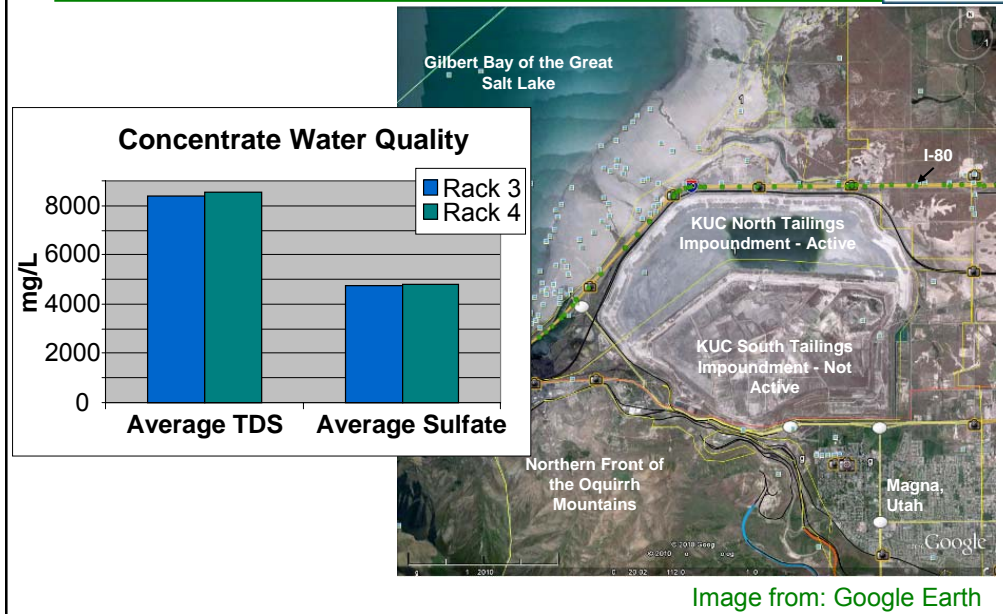 Gilbert Bay of the Great
Salt Lake
Concentrate Water Quality
Rack 3
Rack 4
mg/L
8000
6000
4000
2000
0
Average TDS
Average Sulfate
I-80
KUC North Tailings
Impoundment - Active
KUC South Tailings
Impoundment - Not
Active
Northern Front of
the Oquirrh
Mountains
Magna,
Utah
Google
Image from: Google Earth